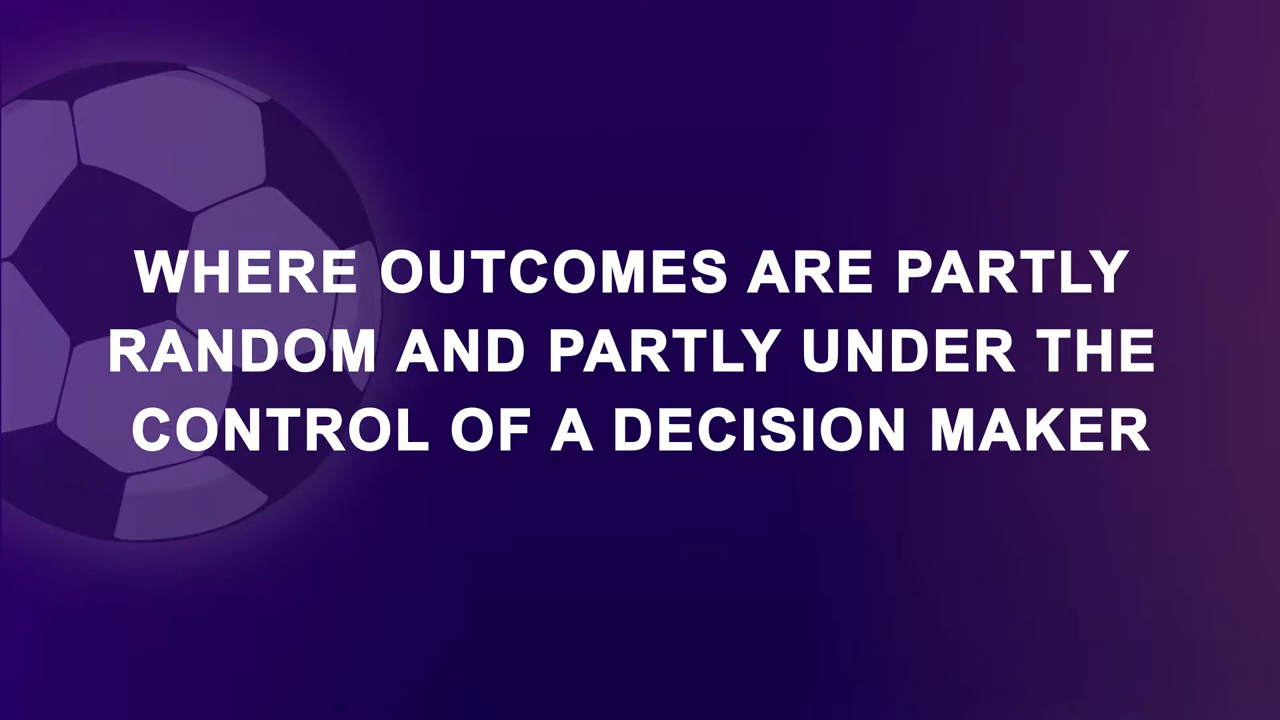 WHERE OUTCOMES ARE PARTLY
RANDOM AND PARTLY UNDER THE
CONTROL OF A DECISION MAKER